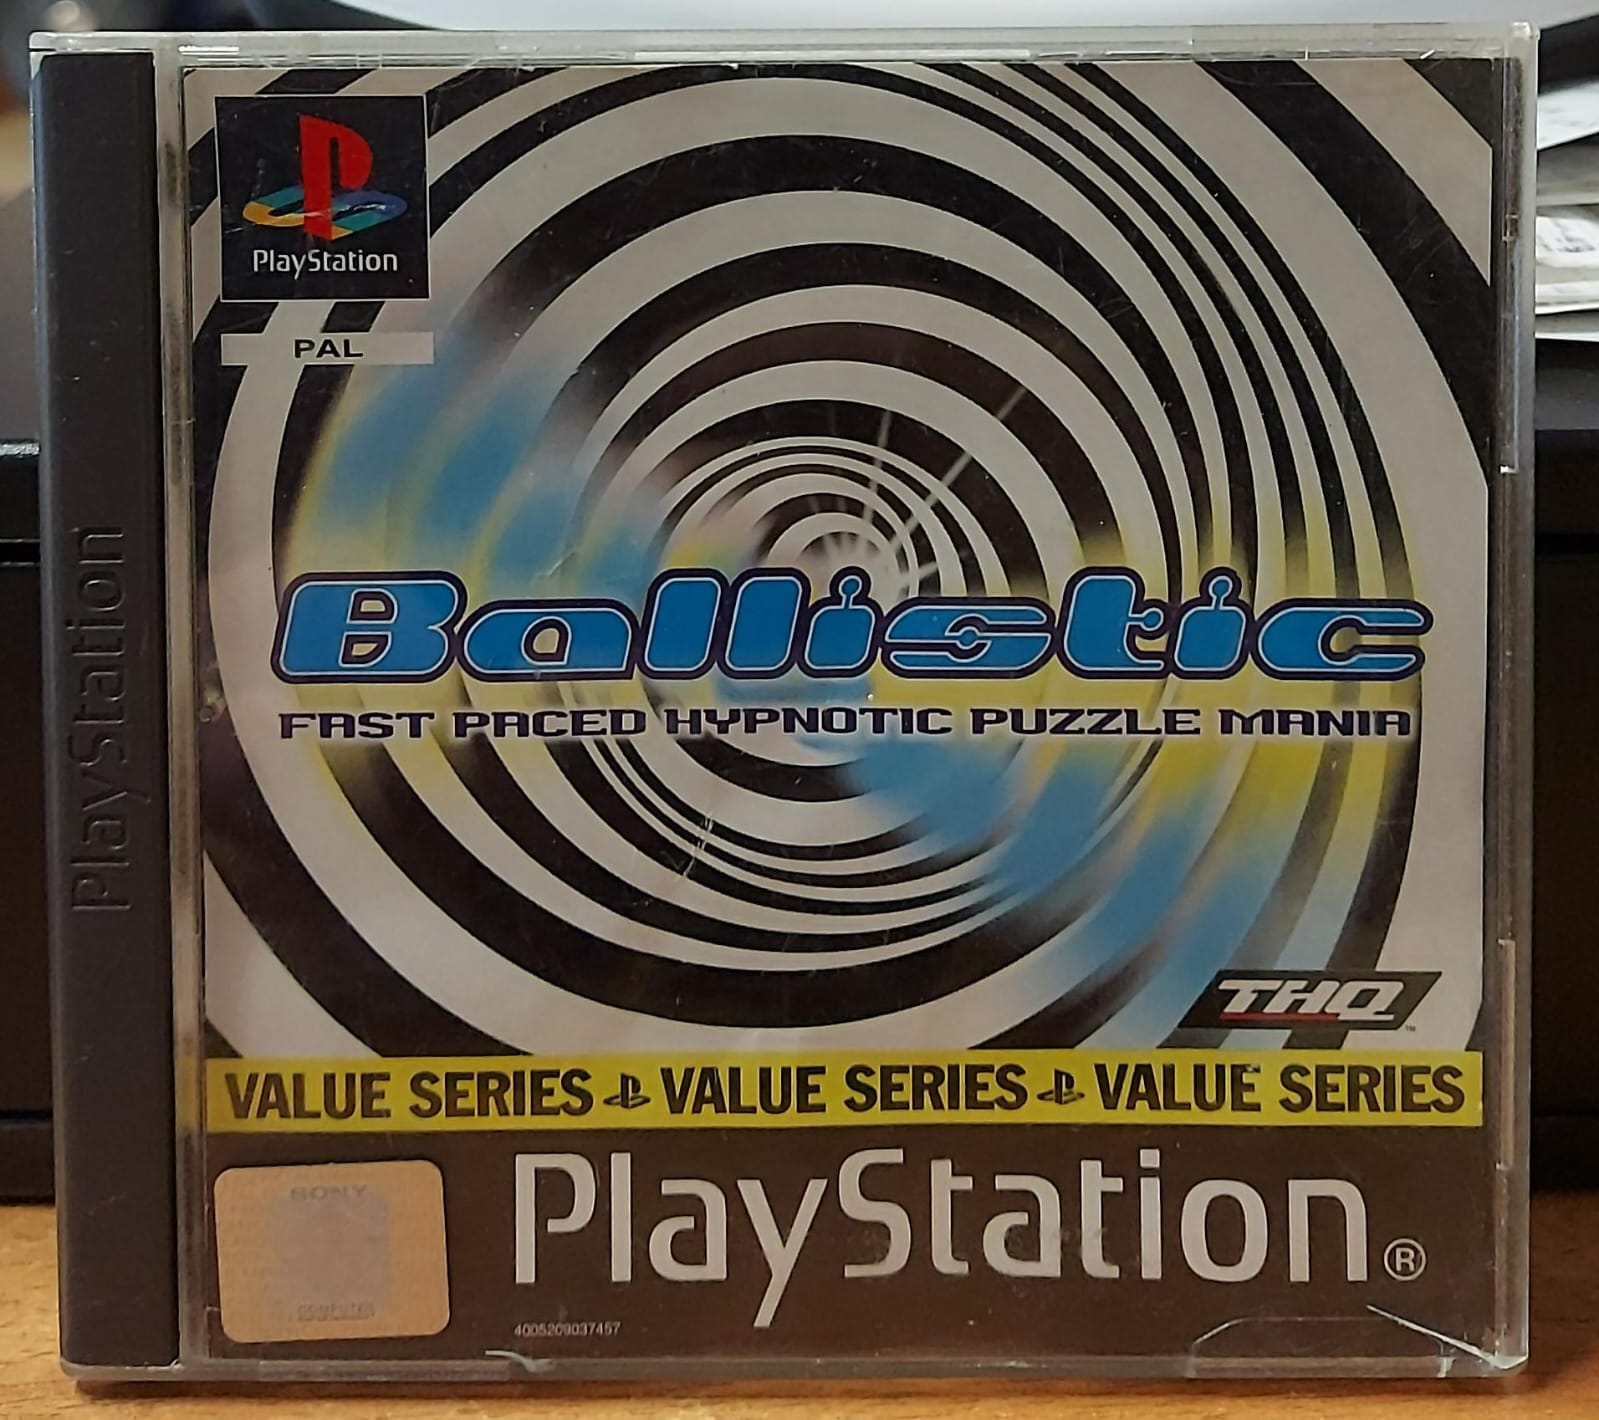 PlayStation
PlayStation
PAL
Ballistic
FAST PACED HYPNOTIC PUZZLE MANIA
THQ
VALUE SERIES VALUE SERIES VALUE SERIES
SONY
COMPUTER
PlayStation®
4005209037457